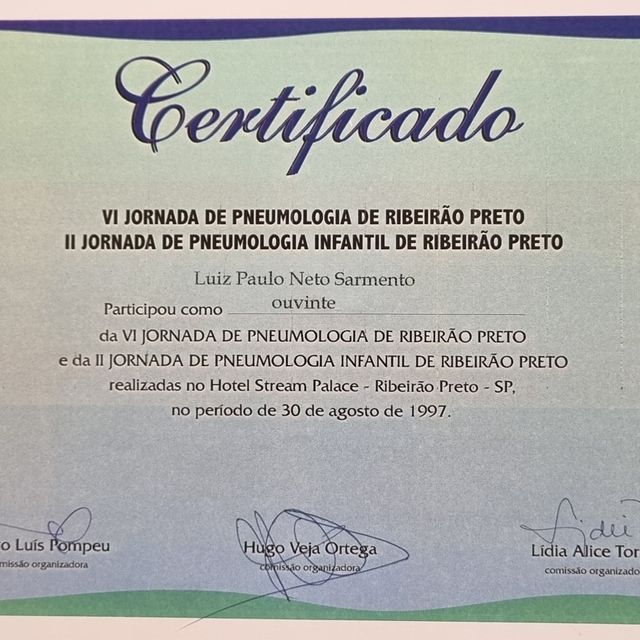 Certificado
VI JORNADA DE PNEUMOLOGIA DE RIBEIRÃO PRETO
II JORNADA DE PNEUMOLOGIA INFANTIL DE RIBEIRÃO PRETO
Luiz Paulo Neto Sarmento
Participou como ouvinte
da VI JORNADA DE PNEUMOLOGIA DE RIBEIRÃO PRETO
e da II JORNADA DE PNEUMOLOGIA INFANTIL DE RIBEIRÃO PRETO
realizadas no Hotel Stream Palace - Ribeirão Preto - SP,
no período de 30 de agosto de 1997.
Luís Pompeu Hugo Veja Ortega Lídia Alice
organizadora comissão organizadora comissão